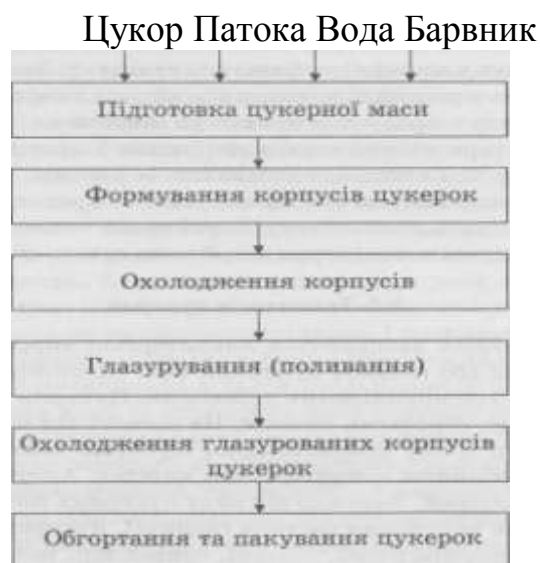 Цукор Патока Вода Барвник
Підготовка цукерної маси
Формування корпусів цукерок
Охолодження корпусів
Глазурування (поливання)
Охолодження глазурованих корпусів
цукерок
Обгортання та пакування цукерок